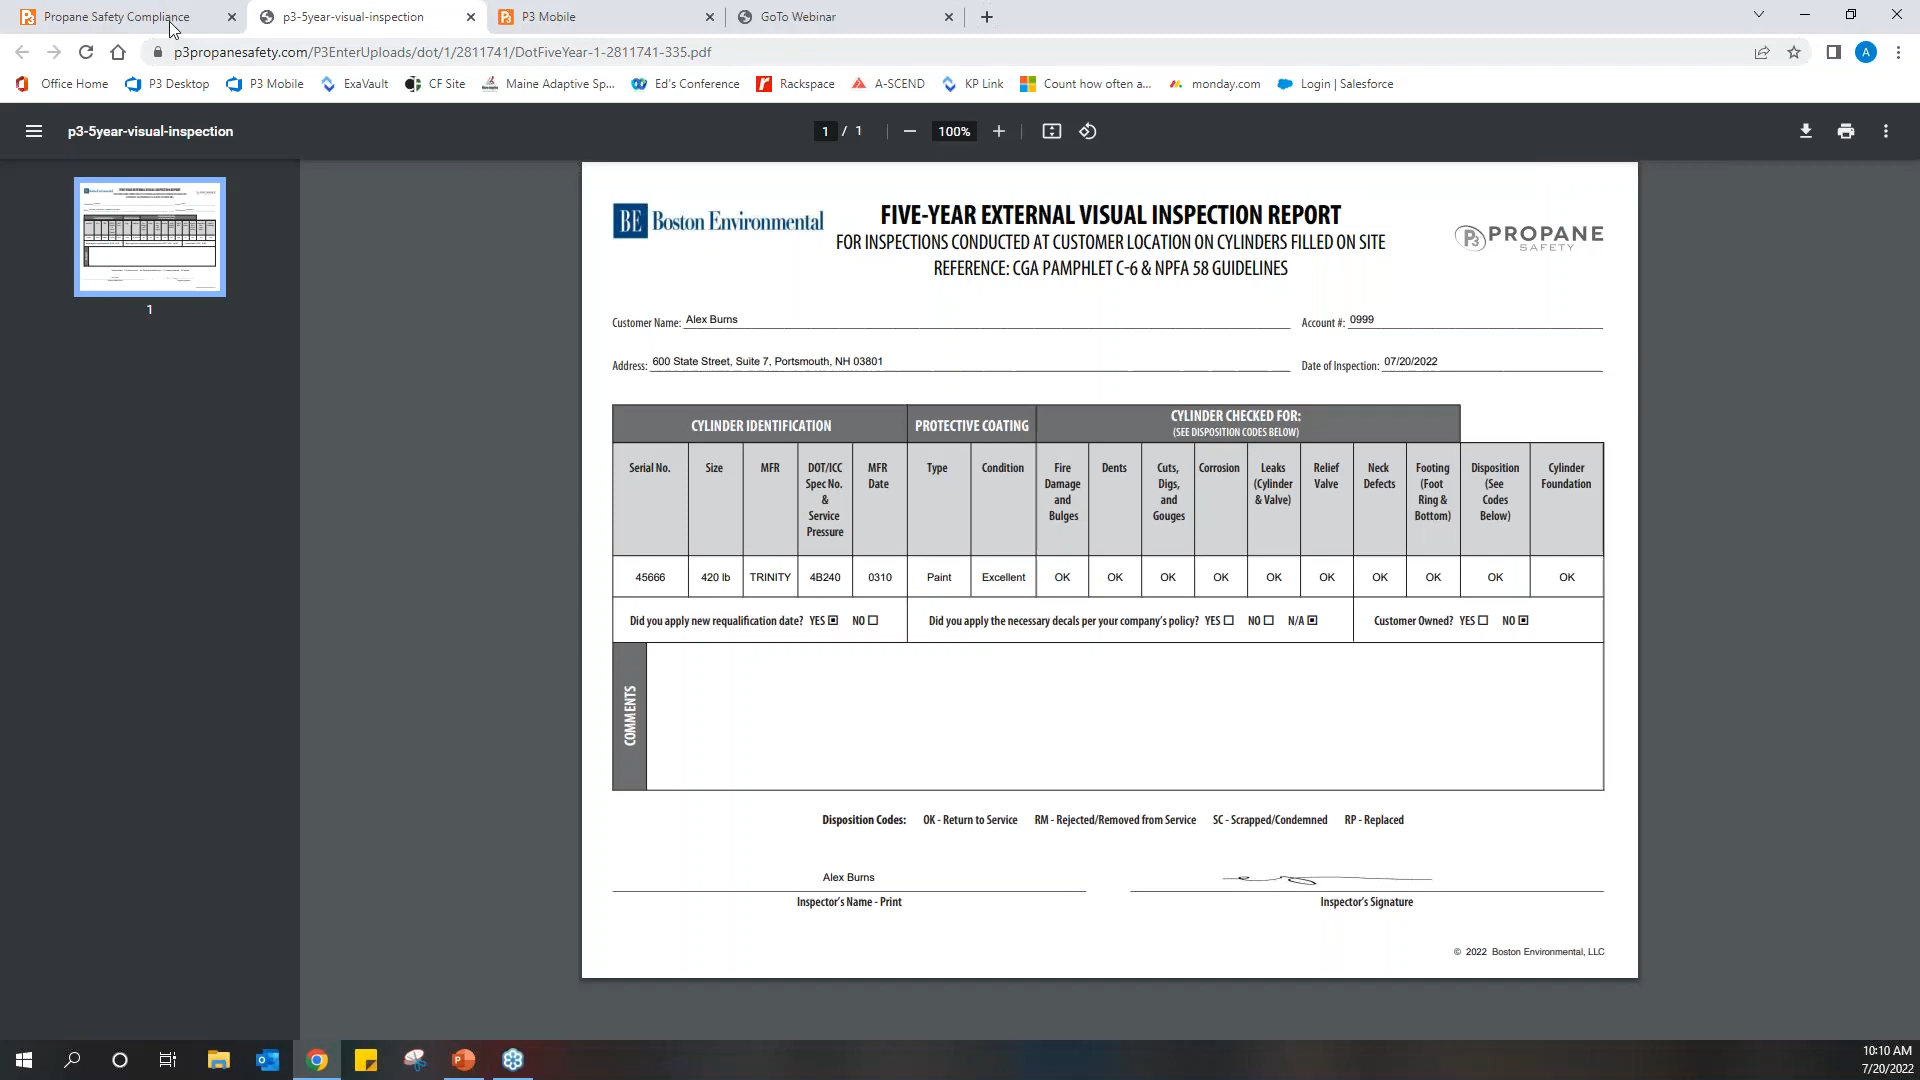 Propane Safety Compliance
p3-5year-visual-inspection
P3 Mobile
GoTo Webinar
p3propanesafety.com/P3EnterUploads/dot/1/2811741/DotFiveYear-1-2811741-335.pdf
A
Office Home
P3 Desktop
P3 Mobile
ExaVault
CF Site
Maine Adaptive Sp...
Ed's Conference
Rackspace
A-SCEND
KP Link
Count how often a...
monday.com
Login | Salesforce
p3-5year-visual-inspection
1 / 1
100%
1
BE Boston Environmental
FIVE-YEAR EXTERNAL VISUAL INSPECTION REPORT
FOR INSPECTIONS CONDUCTED AT CUSTOMER LOCATION ON CYLINDERS FILLED ON SITE
REFERENCE: CGA PAMPHLET C-6 & NPFA 58 GUIDELINES
P3 PROPANE
SAFETY
Customer Name: Alex Burns
Account #: 0999
Address: 600 State Street, Suite 7, Portsmouth, NH 03801
Date of Inspection: 07/20/2022
CYLINDER IDENTIFICATION
PROTECTIVE COATING
CYLINDER CHECKED FOR:
(SEE DISPOSITION CODES BELOW)
Serial No.
Size
MFR
DOT/ICC
Spec No.
&
Service
Pressure
MFR
Date
Type
Condition
Fire
Damage
and
Bulges
Dents
Cuts,
Digs,
and
Gouges
Corrosion
Leaks
(Cylinder
& Valve)
Relief
Valve
Neck
Defects
Footing
(Foot
Ring &
Bottom)
Disposition
(See
Codes
Below)
Cylinder
Foundation
45666
420 lb
TRINITY
4B240
0310
Paint
Excellent
OK
OK
OK
OK
OK
OK
OK
OK
OK
OK
Did you apply new requalification date? YES NO
Did you apply the necessary decals per your company's policy? YES NO N/A
Customer Owned? YES NO
COMMENTS
Disposition Codes: OK - Return to Service RM - Rejected/Removed from Service SC - Scrapped/Condemned RP - Replaced
Alex Burns
Inspector's Name - Print
Inspector's Signature
© 2022 Boston Environmental, LLC
10:10 AM
7/20/2022